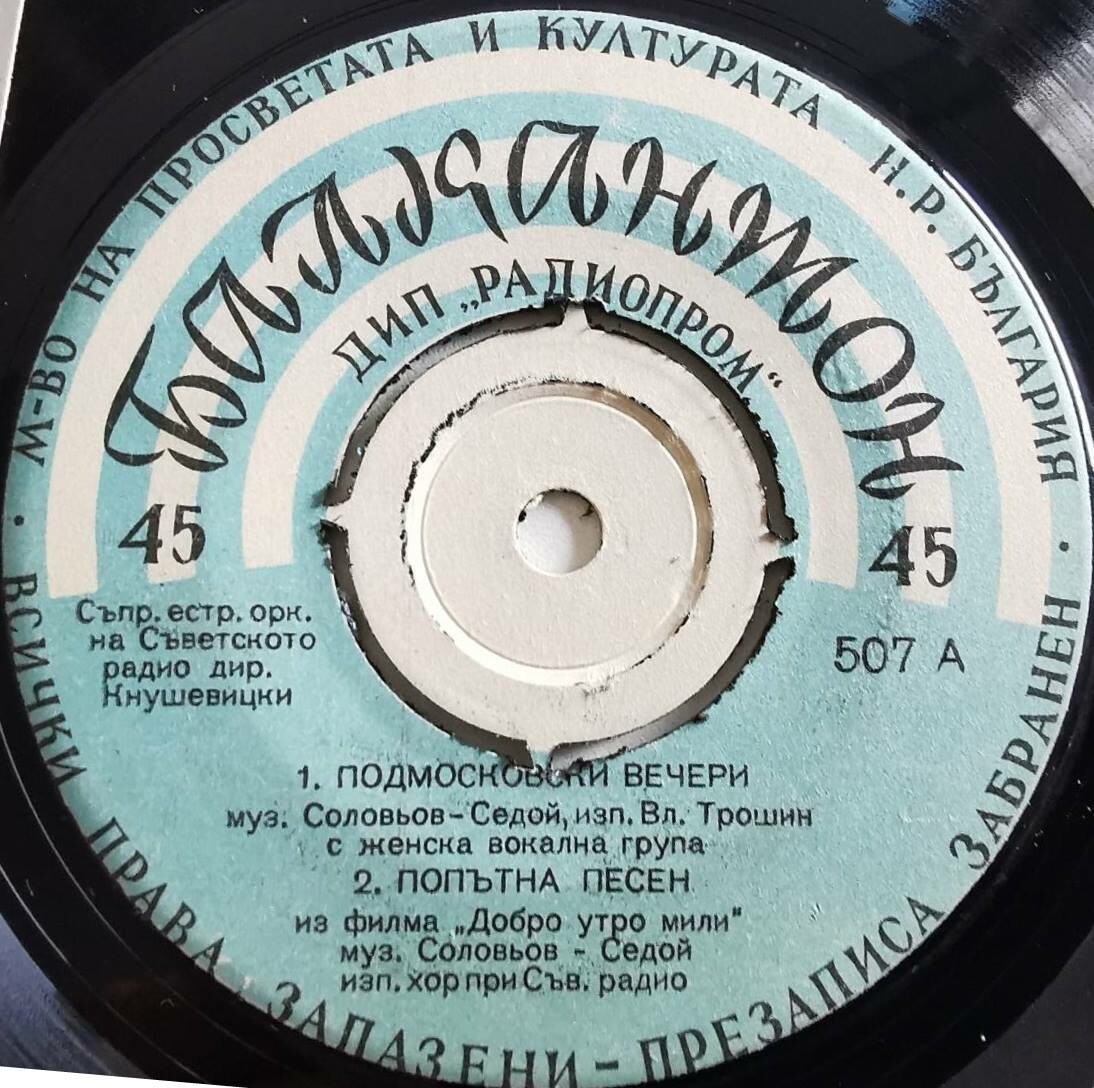 М-ВО НА ПРОСВЕТАТА И КУЛТУРАТА Н.Р. БЪЛГАРИЯ
БАЛКАНТОН
ДИП „РАДИОПРОМ“
45
45
Съпр. естр. орк.
на Съветското
радио дир.
Кнушевицки
507 А
1. ПОДМОСКОВСКИ ВЕЧЕРИ
муз. Соловьов-Седой, изп. Вл. Трошин
с женска вокална група
2. ПОПЪТНА ПЕСЕН
из филма „Добро утро мили"
муз. Соловьов - Седой
изп. хор при Съв. радио
· ВСИЧКИ ПРАВА ЗАПАЗЕНИ - ПРЕЗАПИСА ЗАБРАНЕН ·